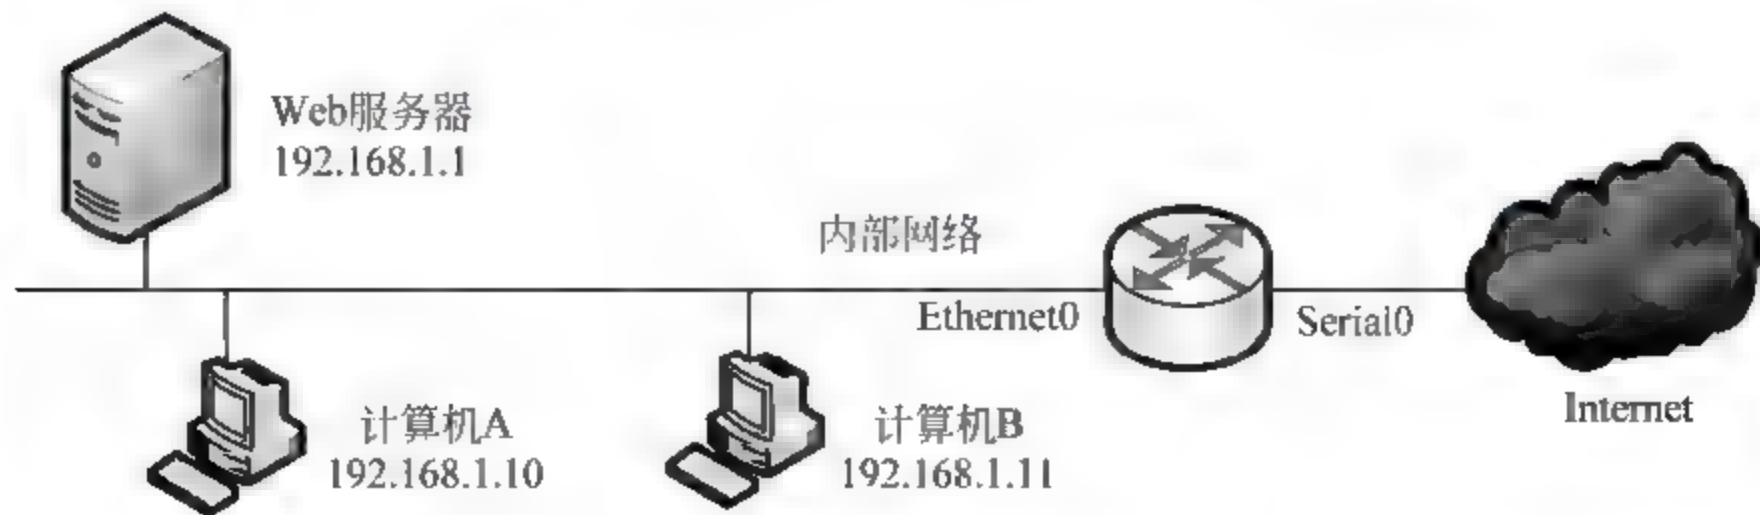 Web服务器
192.168.1.1
内部网络
Ethernet0
Serial0
Internet
计算机A
192.168.1.10
计算机B
192.168.1.11